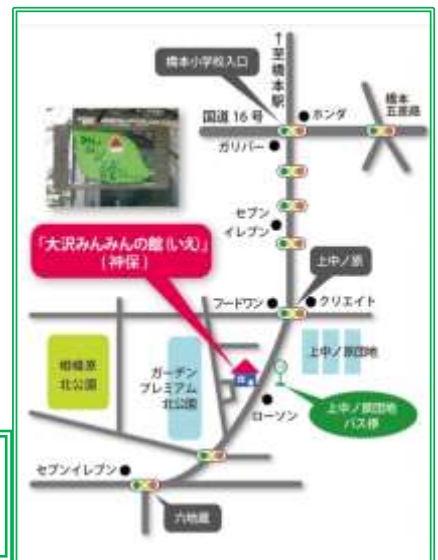 ↑至橋本駅
橋本小学校入口
国道16号
ホンダ
橋本
五差路
ガリバー
セブン
イレブン
「大沢みんみんの館(いえ)」
(神保)
上中ノ原
フードワン
クリエイト
相模原
北公園
ガーデン
プレミアム
北公園
上中ノ原団地
ローソン
上中ノ原団地
バス停
セブンイレブン
六地蔵